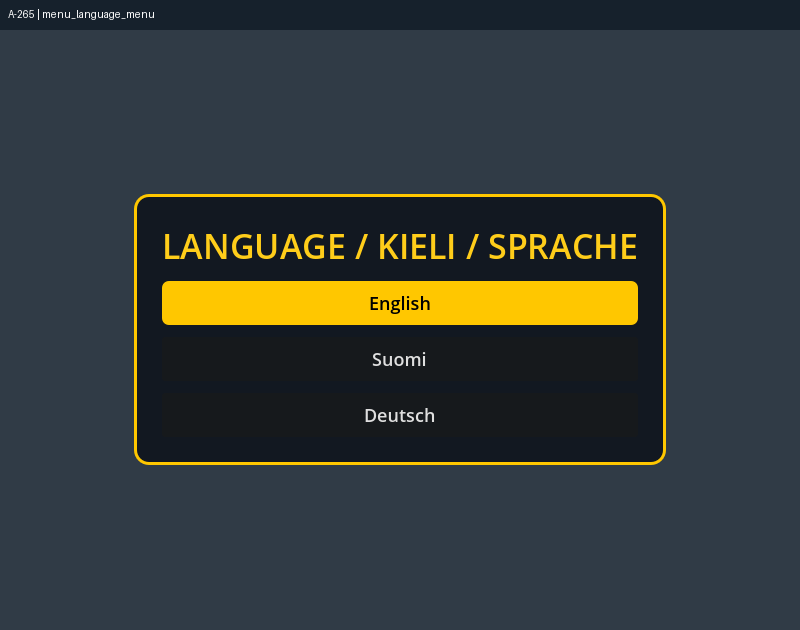 A-265 | menu_language_menu
LANGUAGE / KIELI / SPRACHE
English
Suomi
Deutsch